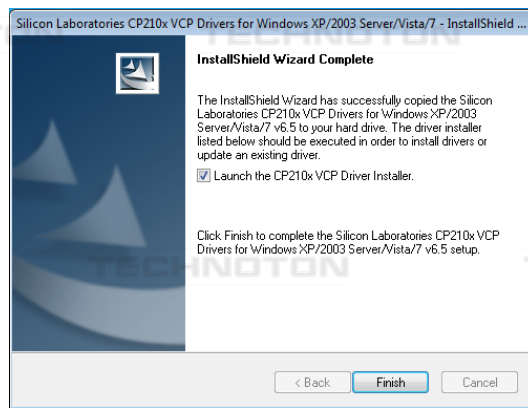 Silicon Laboratories CP210x VCP Drivers for Windows XP/2003 Server/Vista/7 - InstallShield ...
InstallShield Wizard Complete
The InstallShield Wizard has successfully copied the Silicon
Laboratories CP210x VCP Drivers for Windows XP/2003
Server/Vista/7 v6.5 to your hard drive. The driver installer
listed below should be executed in order to install drivers or
update an existing driver.
Launch the CP210x VCP Driver Installer.
Click Finish to complete the Silicon Laboratories CP210x VCP
Drivers for Windows XP/2003 Server/Vista/7 v6.5 setup.
TECHNOTON
TECHNOTON
< Back
Finish
Cancel